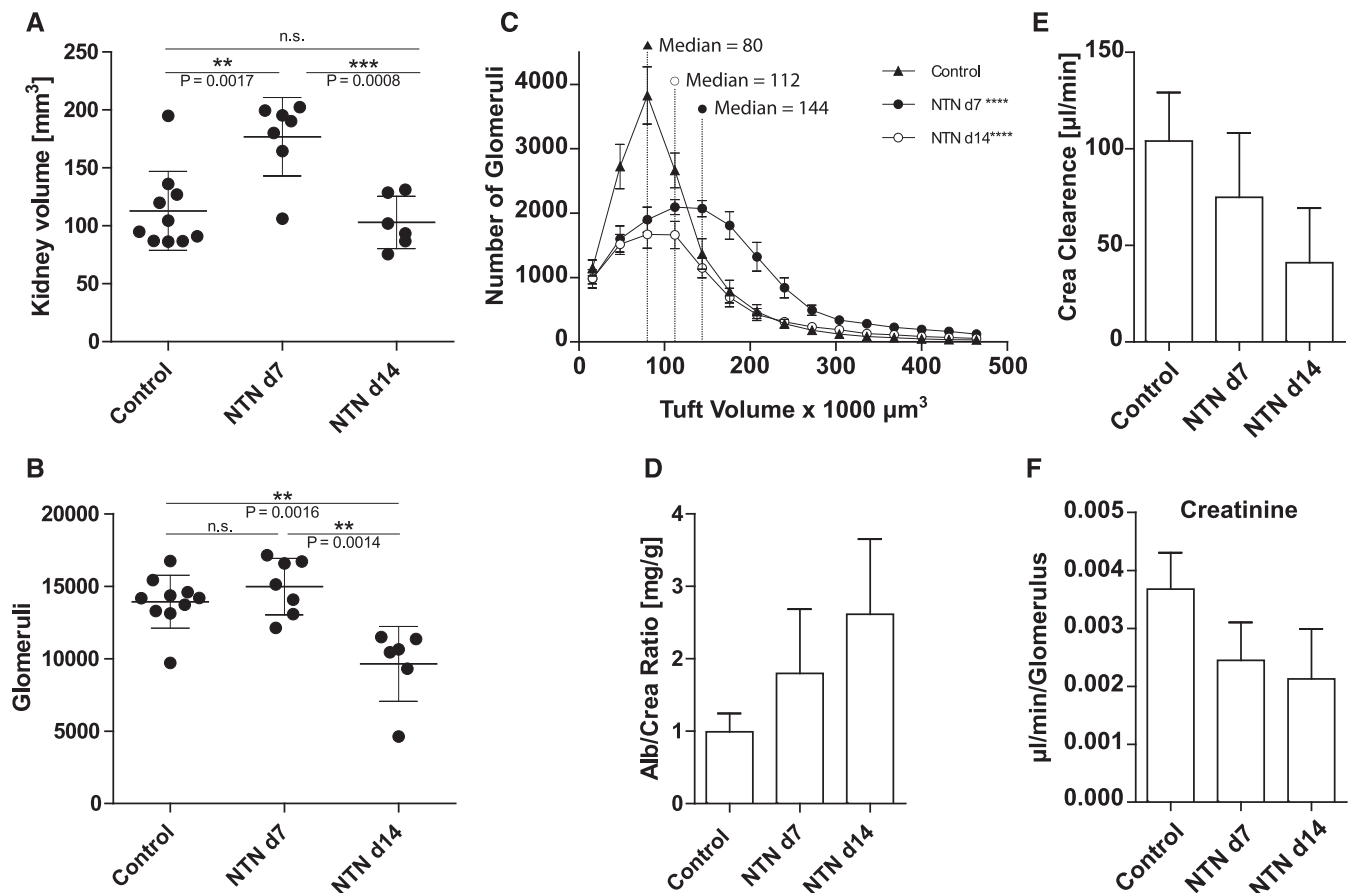 A
Kidney volume [mm³]
250
200
150
100
50
0
n.s.
**
P = 0.0017
***
P = 0.0008
Control
NTN d7
NTN d14
B
Glomeruli
20000
15000
10000
5000
0
**
P = 0.0016
n.s.
**
P = 0.0014
Control
NTN d7
NTN d14
C
Number of Glomeruli
4000
3000
2000
1000
0
Median = 80
Median = 112
Median = 144
Control
NTN d7 ****
NTN d14****
0
100
200
300
400
500
Tuft Volume x 1000 µm³
D
Alb/Crea Ratio [mg/g]
4
3
2
1
0
Control
NTN d7
NTN d14
E
Crea Clearence [µl/min]
150
100
50
0
Control
NTN d7
NTN d14
F
Creatinine
µl/min/Glomerulus
0.005
0.004
0.003
0.002
0.001
0.000
Control
NTN d7
NTN d14